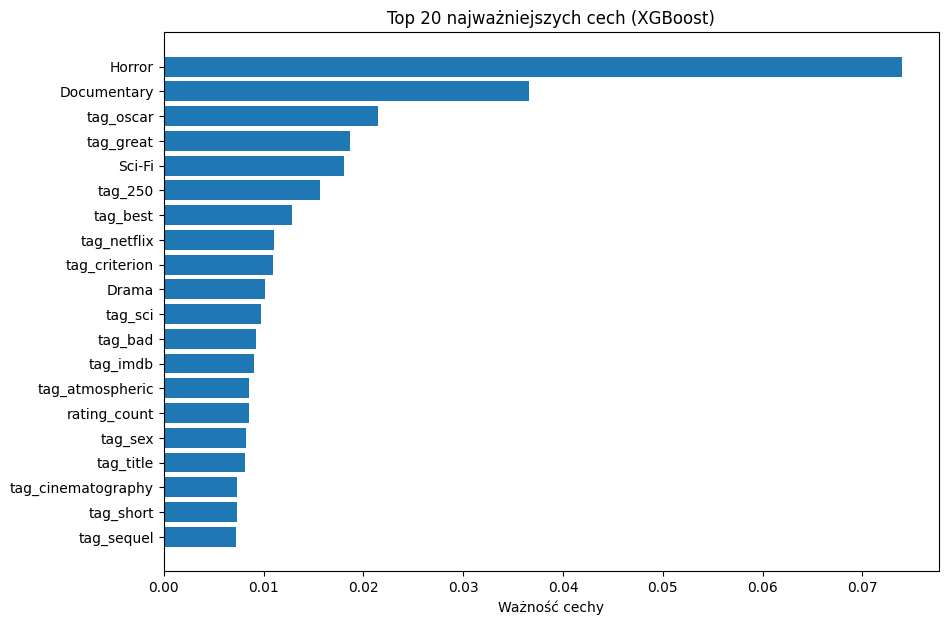 Top 20 najważniejszych cech (XGBoost)
Horror
Documentary
tag_oscar
tag_great
Sci-Fi
tag_250
tag_best
tag_netflix
tag_criterion
Drama
tag_sci
tag_bad
tag_imdb
tag_atmospheric
rating_count
tag_sex
tag_title
tag_cinematography
tag_short
tag_sequel
0.00 0.01 0.02 0.03 0.04 0.05 0.06 0.07
Ważność cechy